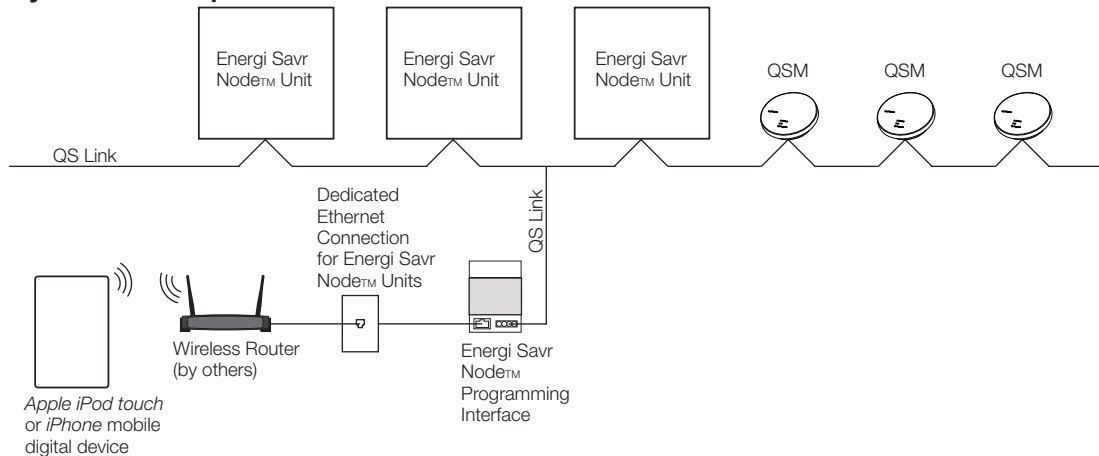 Energi Savr
Node™ Unit
Energi Savr
Node™ Unit
Energi Savr
Node™ Unit
QSM
QSM
QSM
QS Link
QS Link
Dedicated
Ethernet
Connection
for Energi Savr
Node™ Units
Wireless Router
(by others)
Energi Savr
Node™
Programming
Interface
Apple iPod touch
or iPhone mobile
digital device